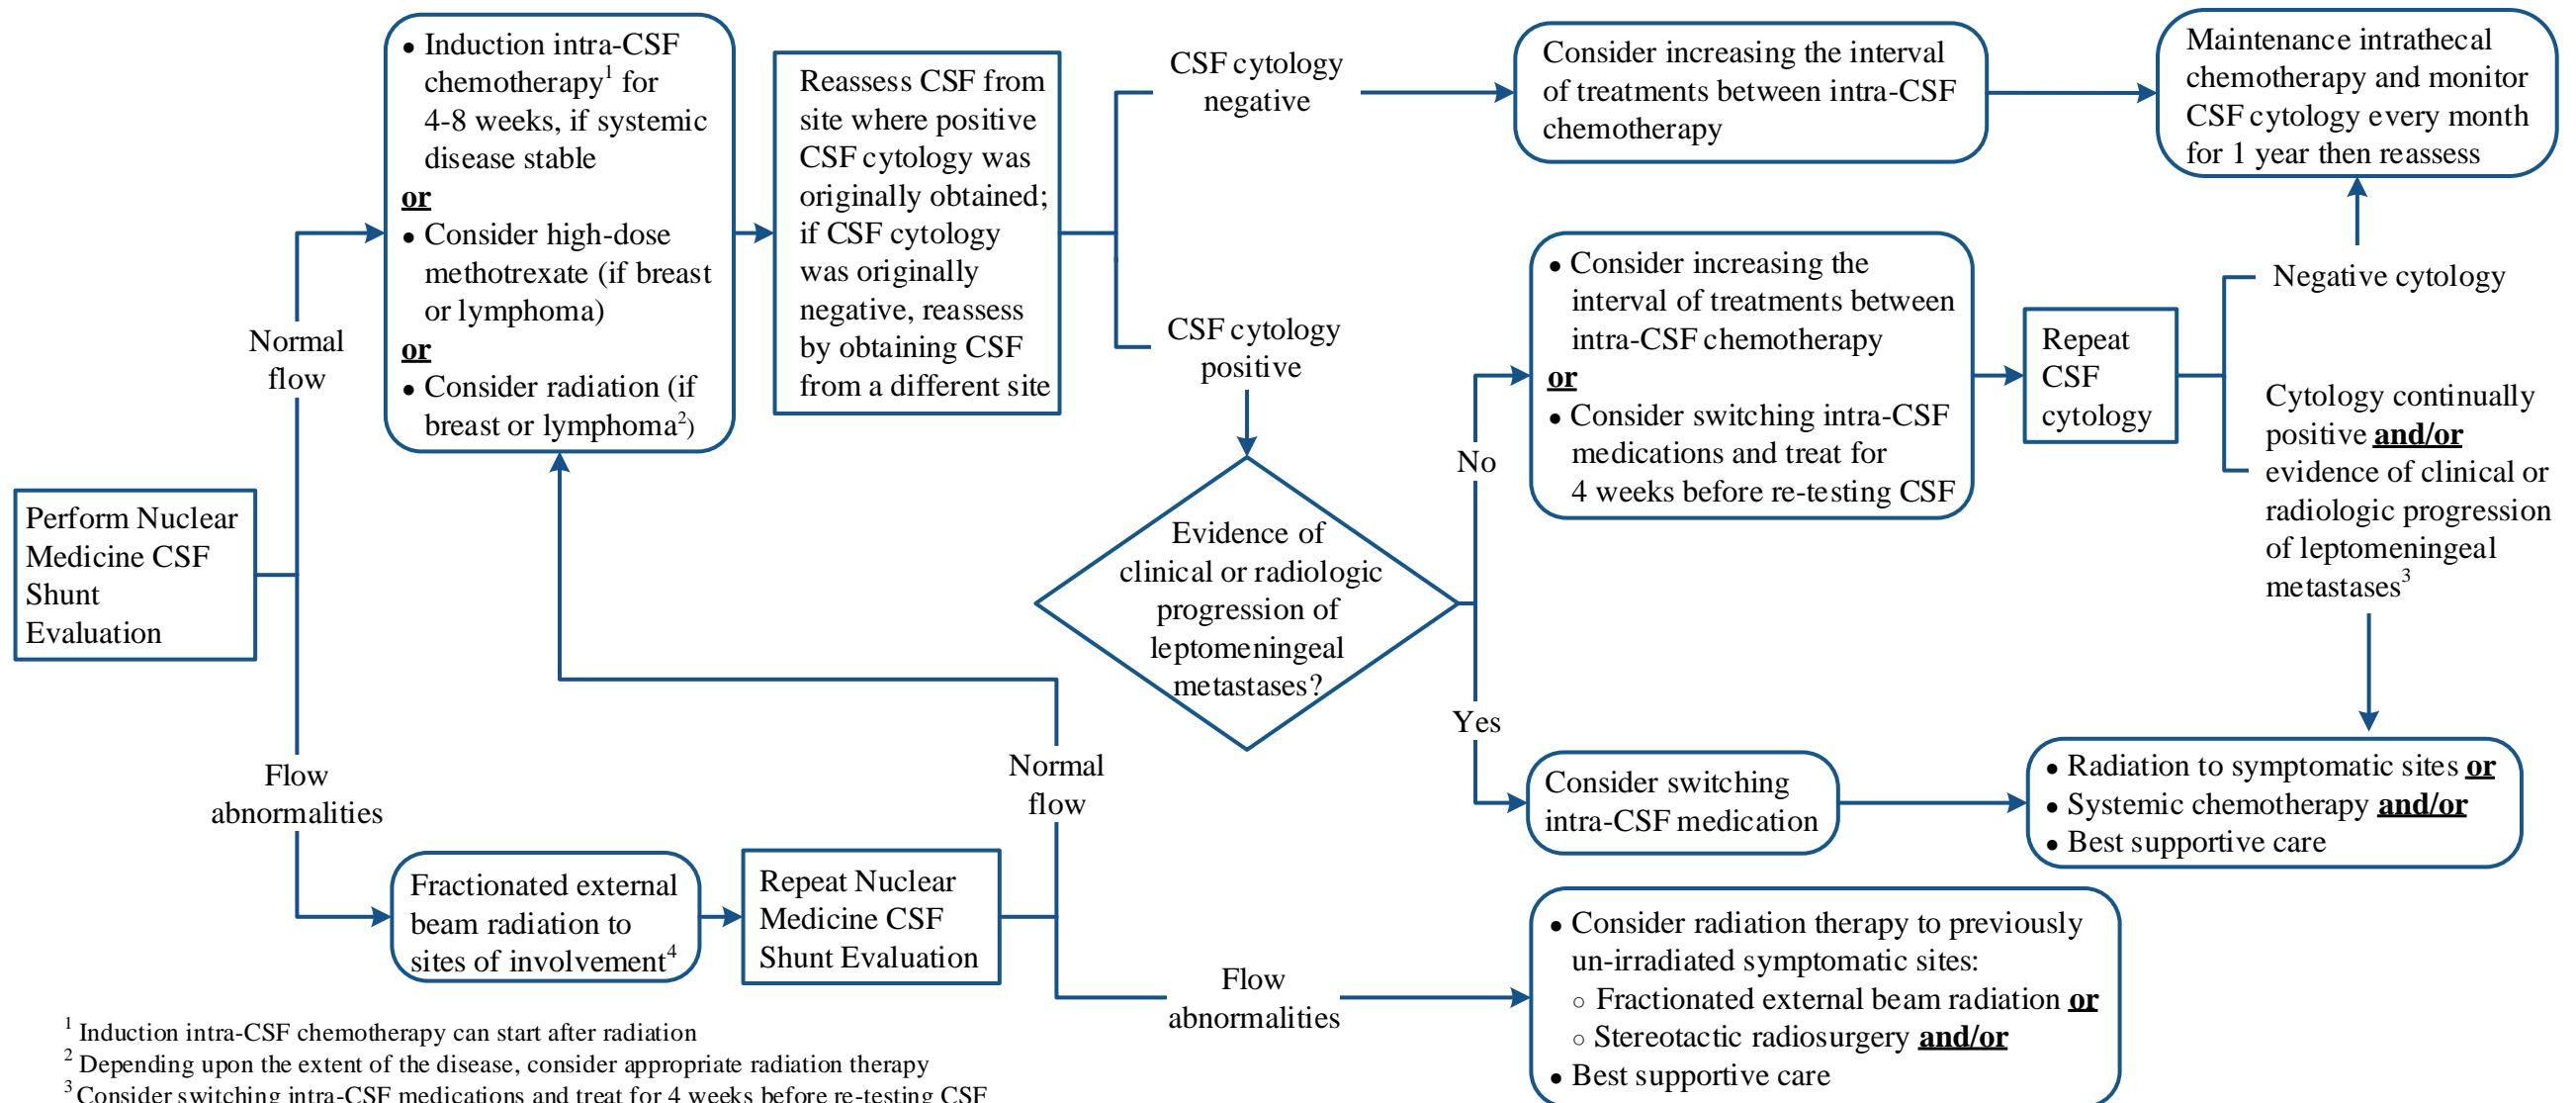 Perform Nuclear
Medicine CSF
Shunt
Evaluation
Normal
flow
Flow
abnormalities
● Induction intra-CSF
chemotherapy1 for
4-8 weeks, if systemic
disease stable
or
● Consider high-dose
methotrexate (if breast
or lymphoma)
or
● Consider radiation (if
breast or lymphoma2)
Reassess CSF from
site where positive
CSF cytology was
originally obtained;
if CSF cytology
was originally
negative, reassess
by obtaining CSF
from a different site
CSF cytology
negative
CSF cytology
positive
Consider increasing the interval
of treatments between intra-CSF
chemotherapy
Maintenance intrathecal
chemotherapy and monitor
CSF cytology every month
for 1 year then reassess
Evidence of
clinical or radiologic
progression of
leptomeningeal
metastases?
No
Yes
● Consider increasing the
interval of treatments between
intra-CSF chemotherapy
or
● Consider switching intra-CSF
medications and treat for
4 weeks before re-testing CSF
Repeat
CSF
cytology
Negative cytology
Cytology continually
positive and/or
evidence of clinical or
radiologic progression
of leptomeningeal
metastases3
Consider switching
intra-CSF medication
● Radiation to symptomatic sites or
● Systemic chemotherapy and/or
● Best supportive care
Fractionated external
beam radiation to
sites of involvement4
Repeat Nuclear
Medicine CSF
Shunt Evaluation
Normal
flow
Flow
abnormalities
● Consider radiation therapy to previously
un-irradiated symptomatic sites:
○ Fractionated external beam radiation or
○ Stereotactic radiosurgery and/or
● Best supportive care
1 Induction intra-CSF chemotherapy can start after radiation
2 Depending upon the extent of the disease, consider appropriate radiation therapy
3 Consider switching intra-CSF medications and treat for 4 weeks before re-testing CSF